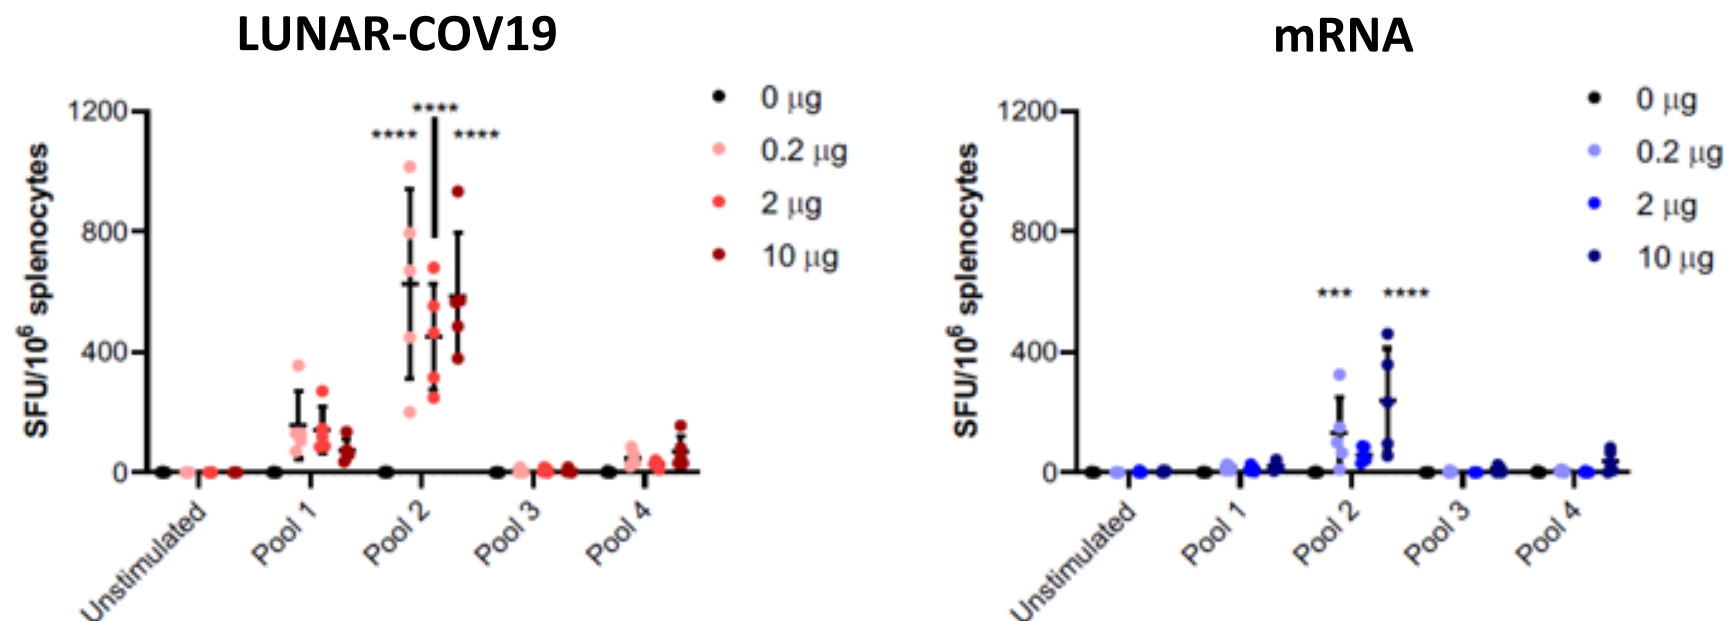 LUNAR-COV19
SFU/10⁶ splenocytes
1200
800
400
0
****
****
****
Unstimulated
Pool 1
Pool 2
Pool 3
Pool 4
0 μg
0.2 μg
2 μg
10 μg
mRNA
SFU/10⁶ splenocytes
1200
800
400
0
***
****
Unstimulated
Pool 1
Pool 2
Pool 3
Pool 4
0 μg
0.2 μg
2 μg
10 μg